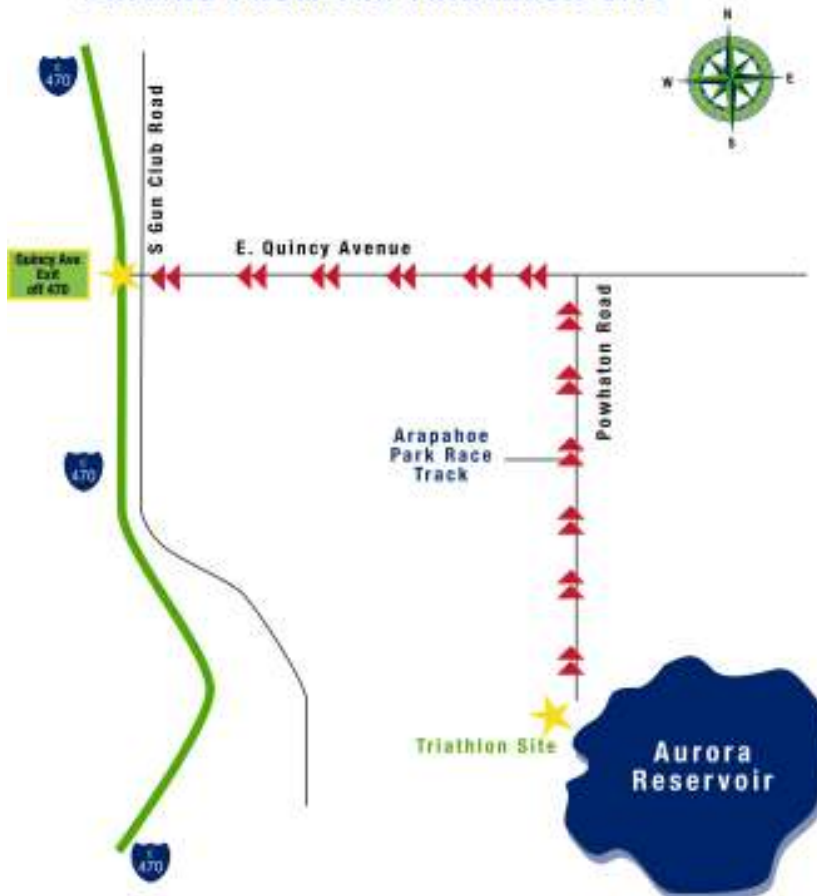 N
W
E
S
E
470
S Gun Club Road
E. Quincy Avenue
Quincy Ave
Exit
off 470
Powhaton Road
Arapahoe
Park Race
Track
E
470
Triathlon Site
Aurora
Reservoir
E
470